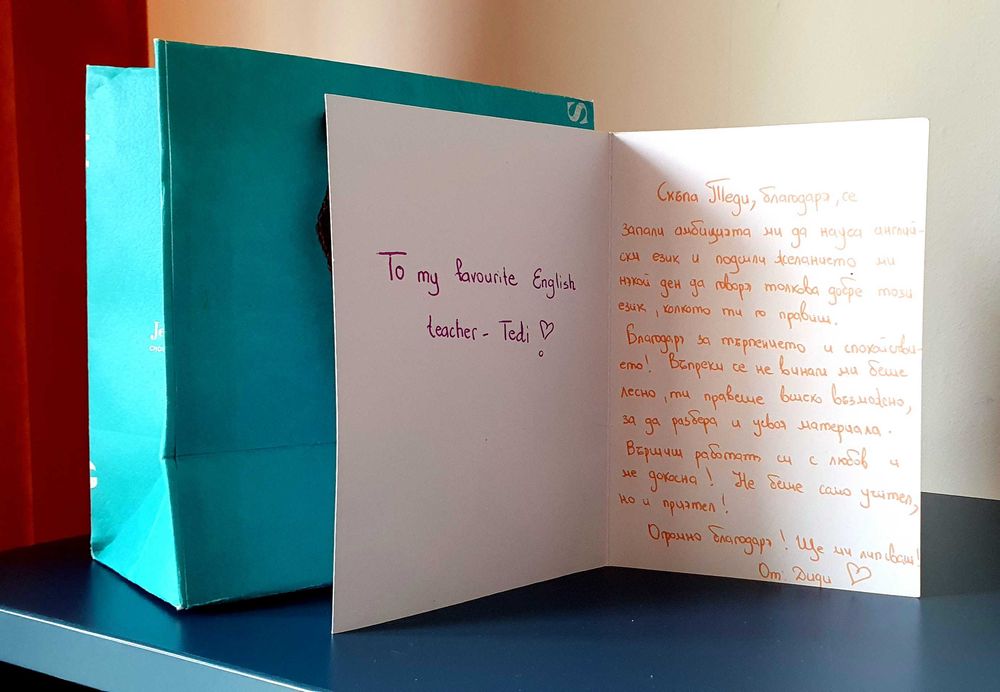 To my favourite English
teacher - Tedi ♡!
Скъпа Теди, благодаря, че
запали амбицията ми да науча англий-
ски език и подсили желанието ми
някой ден да говоря толкова добре този
език, колкото ти го правиш.
Благодаря за търпението и спокойстви-
ето! Въпреки че не винаги ми беше
лесно, ти правеше всичко възможно,
за да разбера и усвоя материала.
Вършиш работата си с любов и
ме докосна! Не беше само учител,
но и приятел!
Огромно благодаря! Ще ми липсваш!
От: Диди ♡